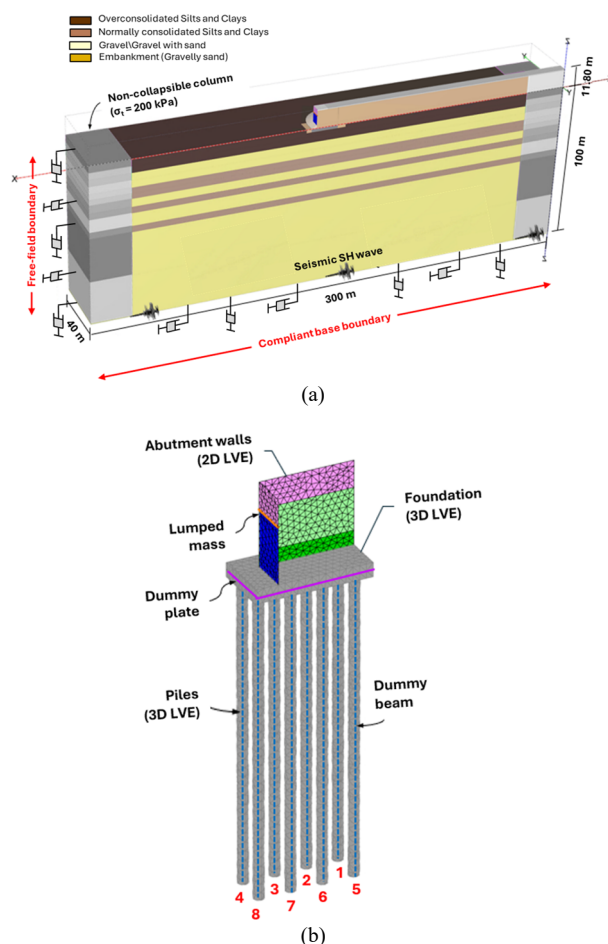 Overconsolidated Silts and Clays
Normally consolidated Silts and Clays
Gravel\Gravel with sand
Embankment (Gravelly sand)
Non-collapsible column
(σt = 200 kPa)
Z
Y
Y
11,80 m
X
100 m
Free-field boundary
Seismic SH wave
Z
300 m
40 m
Compliant base boundary
(a)
Abutment walls
(2D LVE)
Foundation
(3D LVE)
Lumped
mass
Dummy
plate
Piles
(3D LVE)
Dummy
beam
4
3
2
1
8
7
6
5
(b)